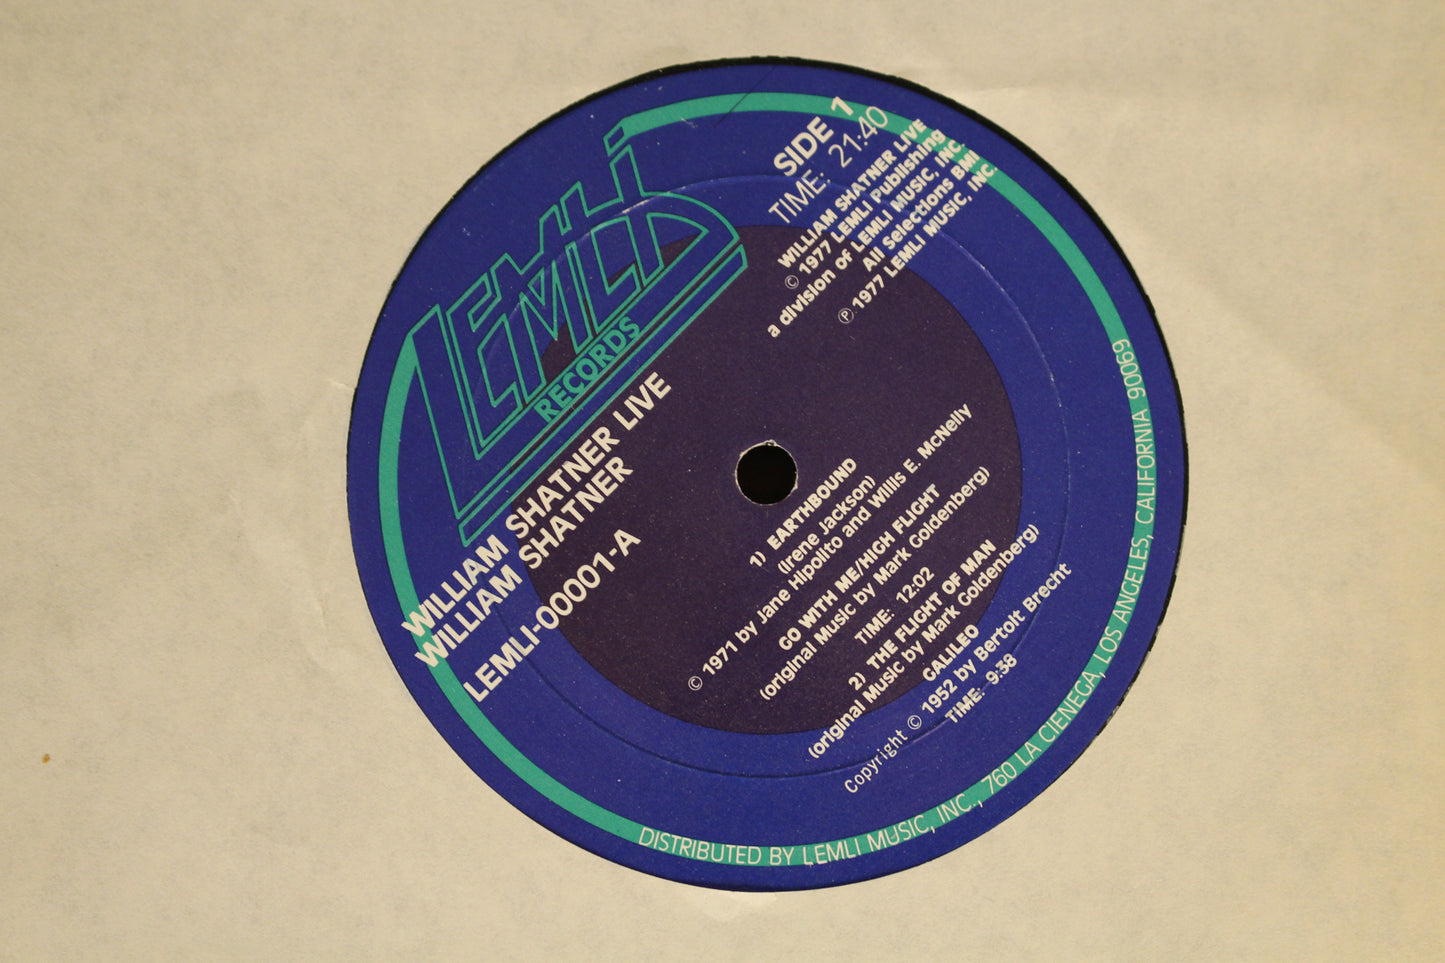 LEMLI
RECORDS
SIDE 1
TIME: 21:40
WILLIAM SHATNER LIVE
© 1977 LEMLI Publishing
a division of LEMLI MUSIC, INC.
All Selections BMI
℗ 1977 LEMLI MUSIC, INC.
WILLIAM SHATNER LIVE
WILLIAM SHATNER
LEMLI-00001-A
1) EARTHBOUND
(Irene Jackson)
© 1971 by Jane Hipolito and Willis E. McNelly
GO WITH ME/HIGH FLIGHT
(original Music by Mark Goldenberg)
TIME: 12:02
2) THE FLIGHT OF MAN
(original Music by Mark Goldenberg)
GALILEO
Copyright © 1952 by Bertolt Brecht
TIME: 9:38
DISTRIBUTED BY LEMLI MUSIC, INC., 760 LA CIENEGA, LOS ANGELES, CALIFORNIA 90069